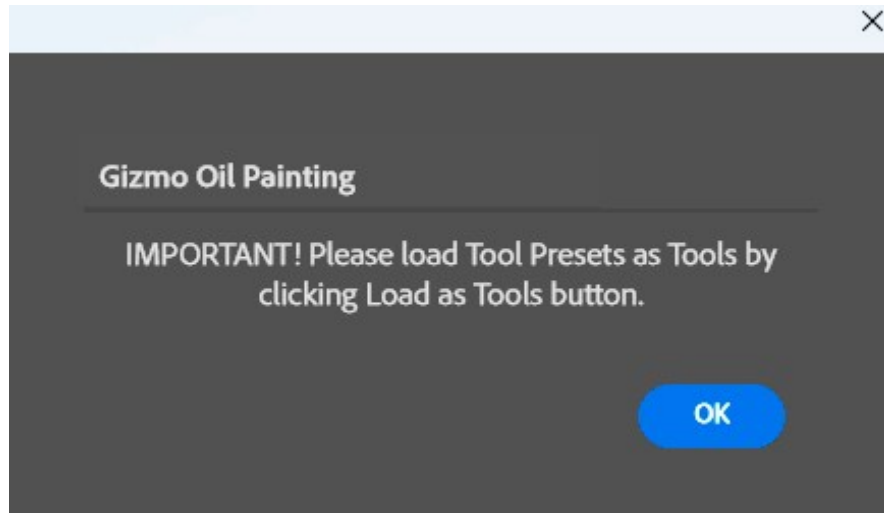 Gizmo Oil Painting
IMPORTANT! Please load Tool Presets as Tools by
clicking Load as Tools button.
OK